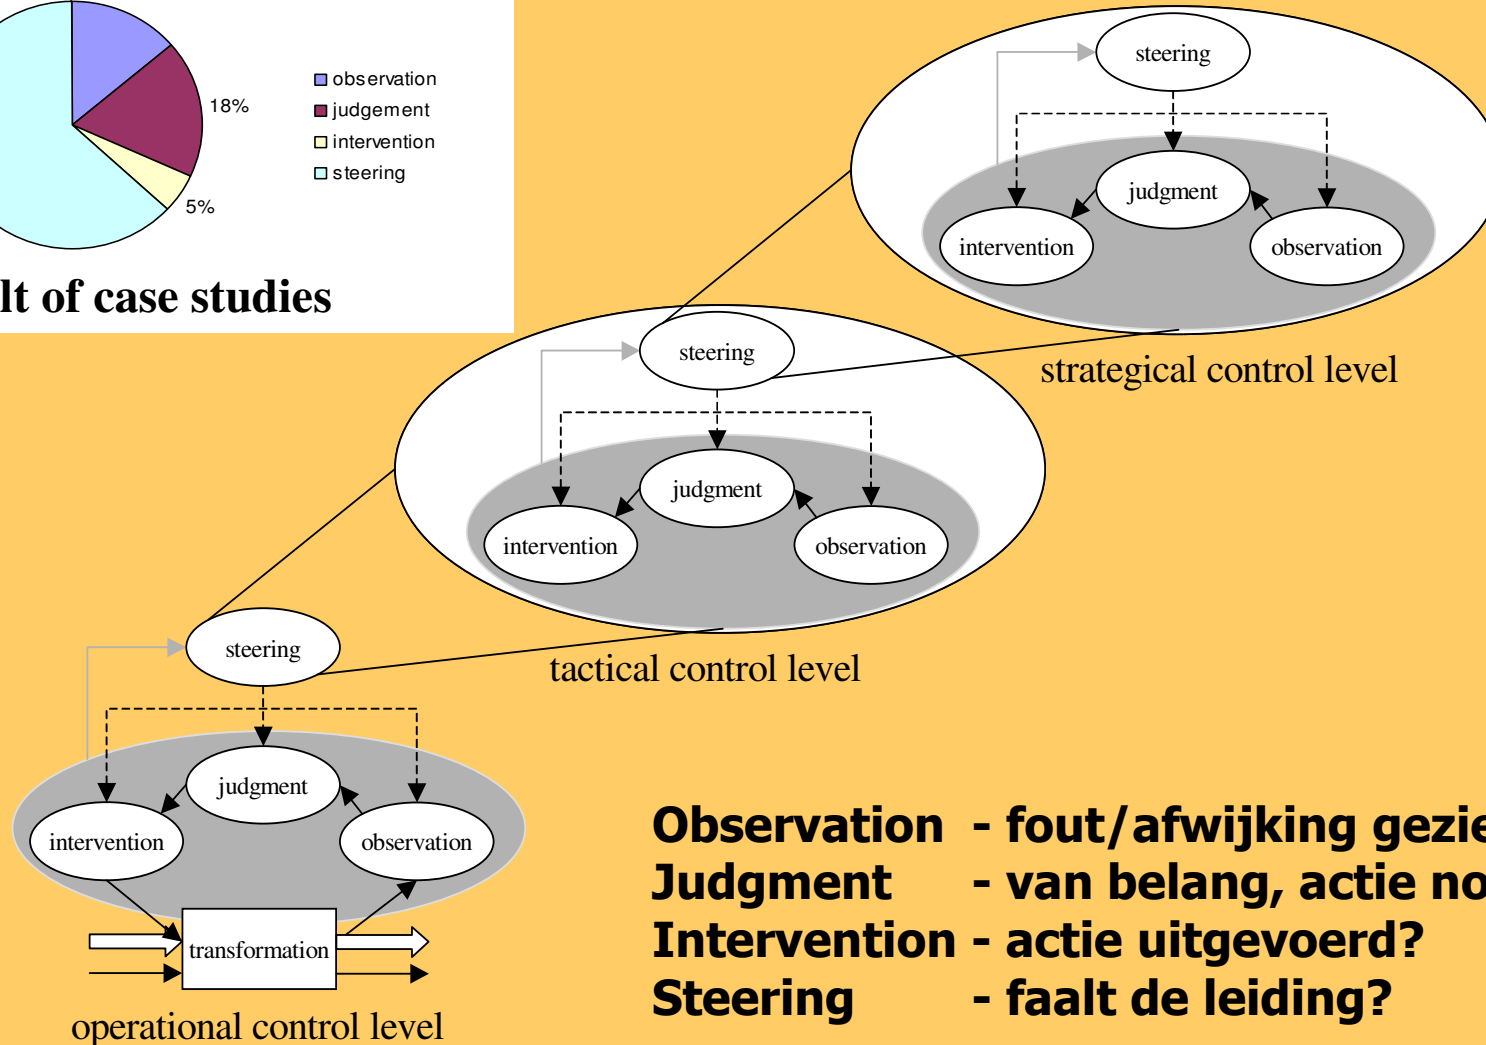 observation
judgement
intervention
steering
18%
5%
lt of case studies
steering
judgment
intervention
observation
strategical control level
steering
judgment
intervention
observation
tactical control level
steering
judgment
intervention
observation
transformation
operational control level
Observation - fout/afwijking gezie
Judgment - van belang, actie no
Intervention - actie uitgevoerd?
Steering - faalt de leiding?